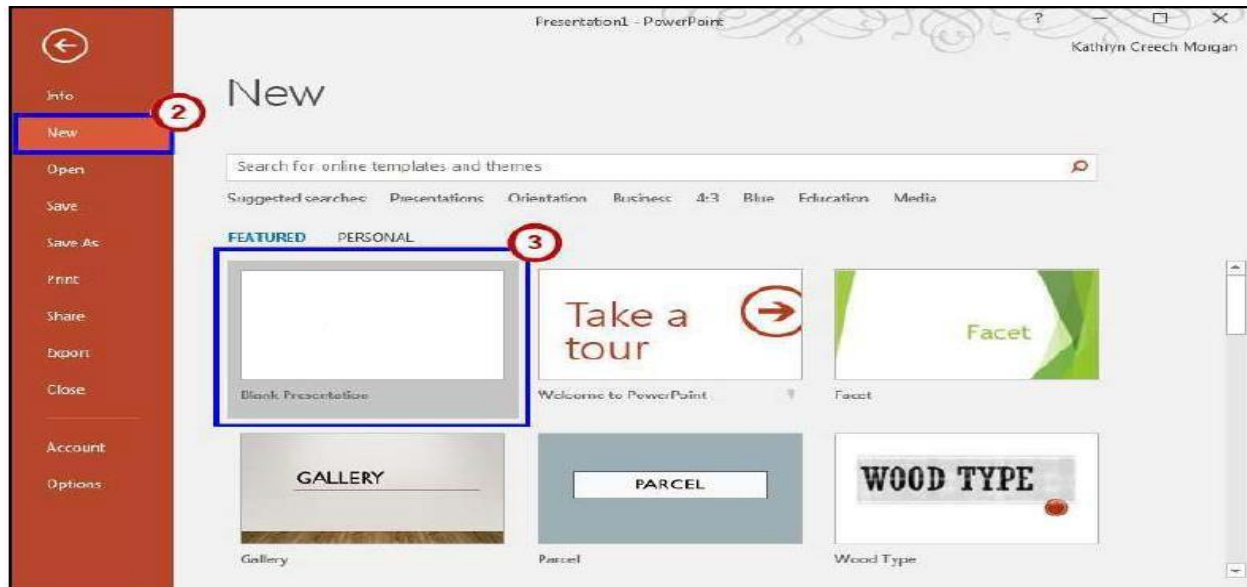 Presentation1 - PowerPoint
?
Kathryn Creech Morgan
Info
2
New
Open
Save
Save As
Print
Share
Export
Close
Account
Options
New
Search for online templates and themes
Suggested searches: Presentations Orientation Business 4:3 Blue Education Media
FEATURED PERSONAL
3
Take a
tour
Facet
Blank Presentation
Welcome to PowerPoint
Facet
GALLERY
PARCEL
WOOD TYPE
Gallery
Parcel
Wood Type